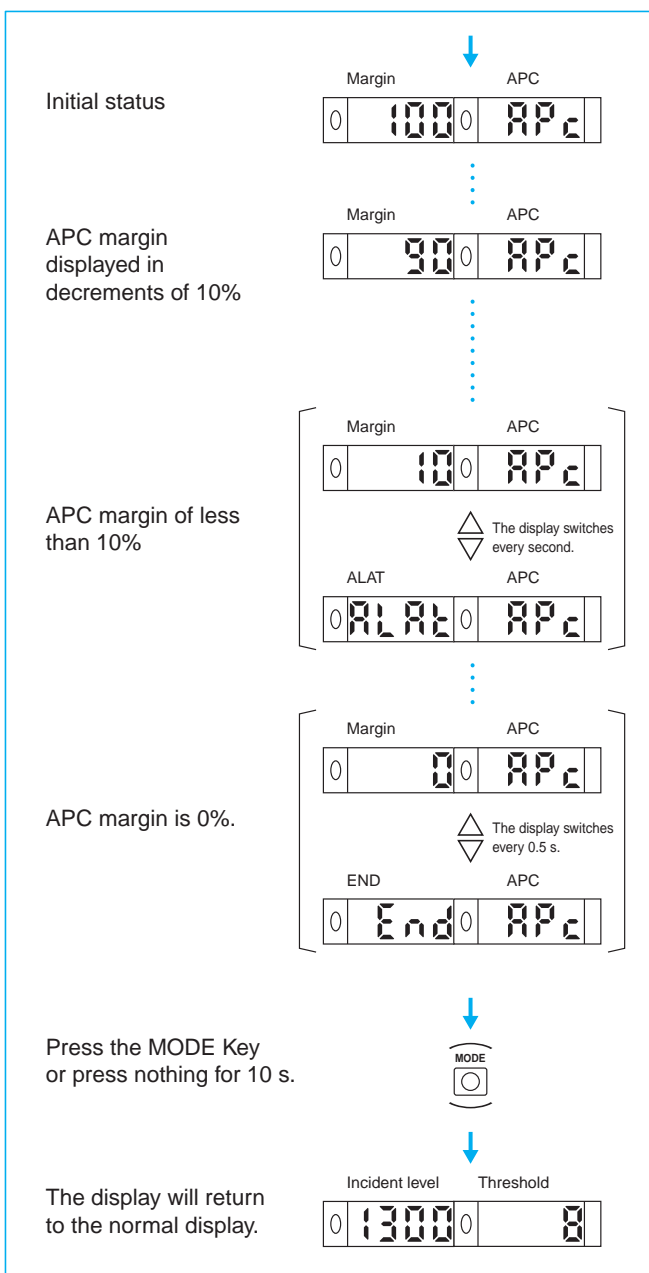 Margin APC
Initial status
100 APc
Margin APC
APC margin
displayed in
decrements of 10%
90 APc
Margin APC
10 APc
APC margin of less
than 10%
The display switches
every second.
ALAT APC
ALAt APc
Margin APC
0 APc
APC margin is 0%.
The display switches
every 0.5 s.
END APC
End APc
Press the MODE Key
or press nothing for 10 s.
MODE
Incident level Threshold
The display will return
to the normal display.
1300 8